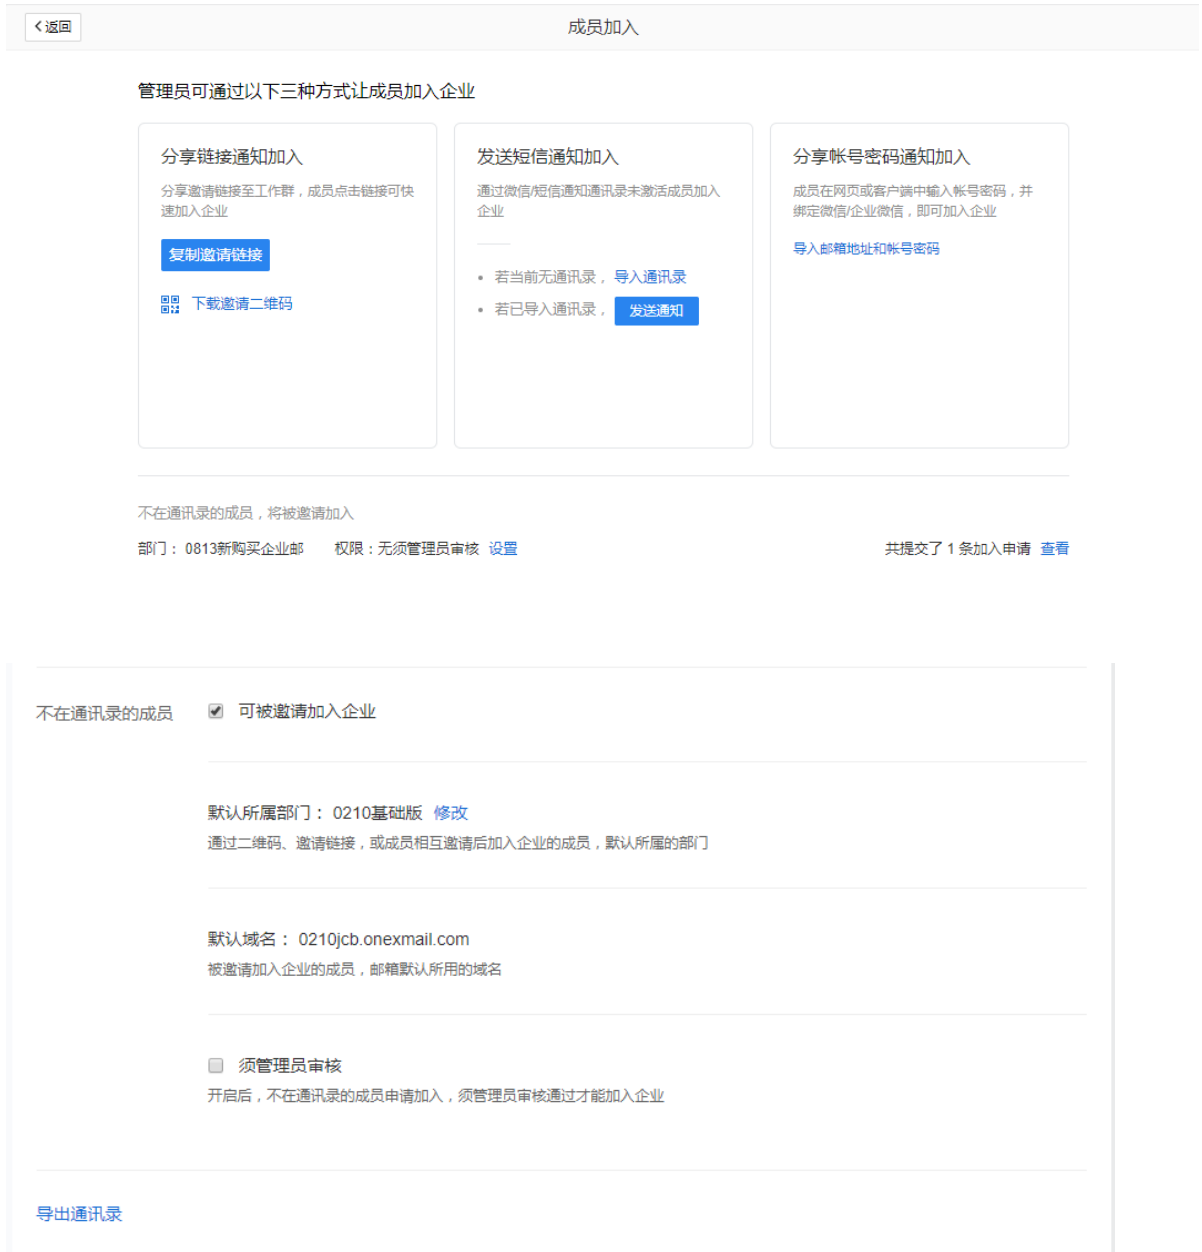 返回
成员加入
管理员可通过以下三种方式让成员加入企业
分享链接通知加入
分享邀请链接至工作群，成员点击链接可快
速加入企业
复制邀请链接
下载邀请二维码
发送短信通知加入
通过微信/短信通知通讯录未激活成员加入
企业
• 若当前无通讯录， 导入通讯录
• 若已导入通讯录， 发送通知
分享帐号密码通知加入
成员在网页或客户端中输入帐号密码，并
绑定微信/企业微信，即可加入企业
导入邮箱地址和帐号密码
不在通讯录的成员，将被邀请加入
部门： 0813新购买企业邮 权限：无须管理员审核 设置
共提交了 1 条加入申请 查看
不在通讯录的成员 可被邀请加入企业
默认所属部门： 0210基础版 修改
通过二维码、邀请链接，或成员相互邀请后加入企业的成员，默认所属的部门
默认域名： 0210jcb.onexmail.com
被邀请加入企业的成员，邮箱默认所用的域名
须管理员审核
开启后，不在通讯录的成员申请加入，须管理员审核通过才能加入企业
导出通讯录